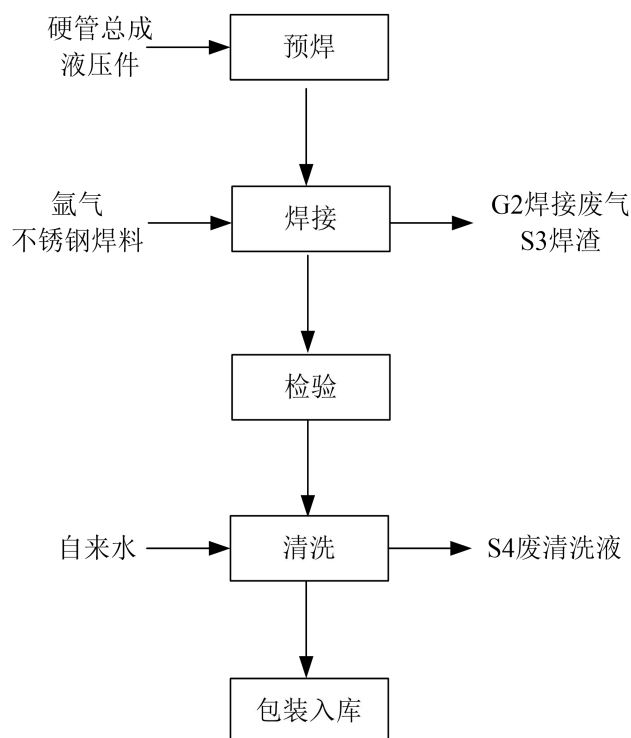 硬管总成
液压件
预焊
氩气
不锈钢焊料
焊接
G2焊接废气
S3焊渣
检验
自来水
清洗
S4废清洗液
包装入库